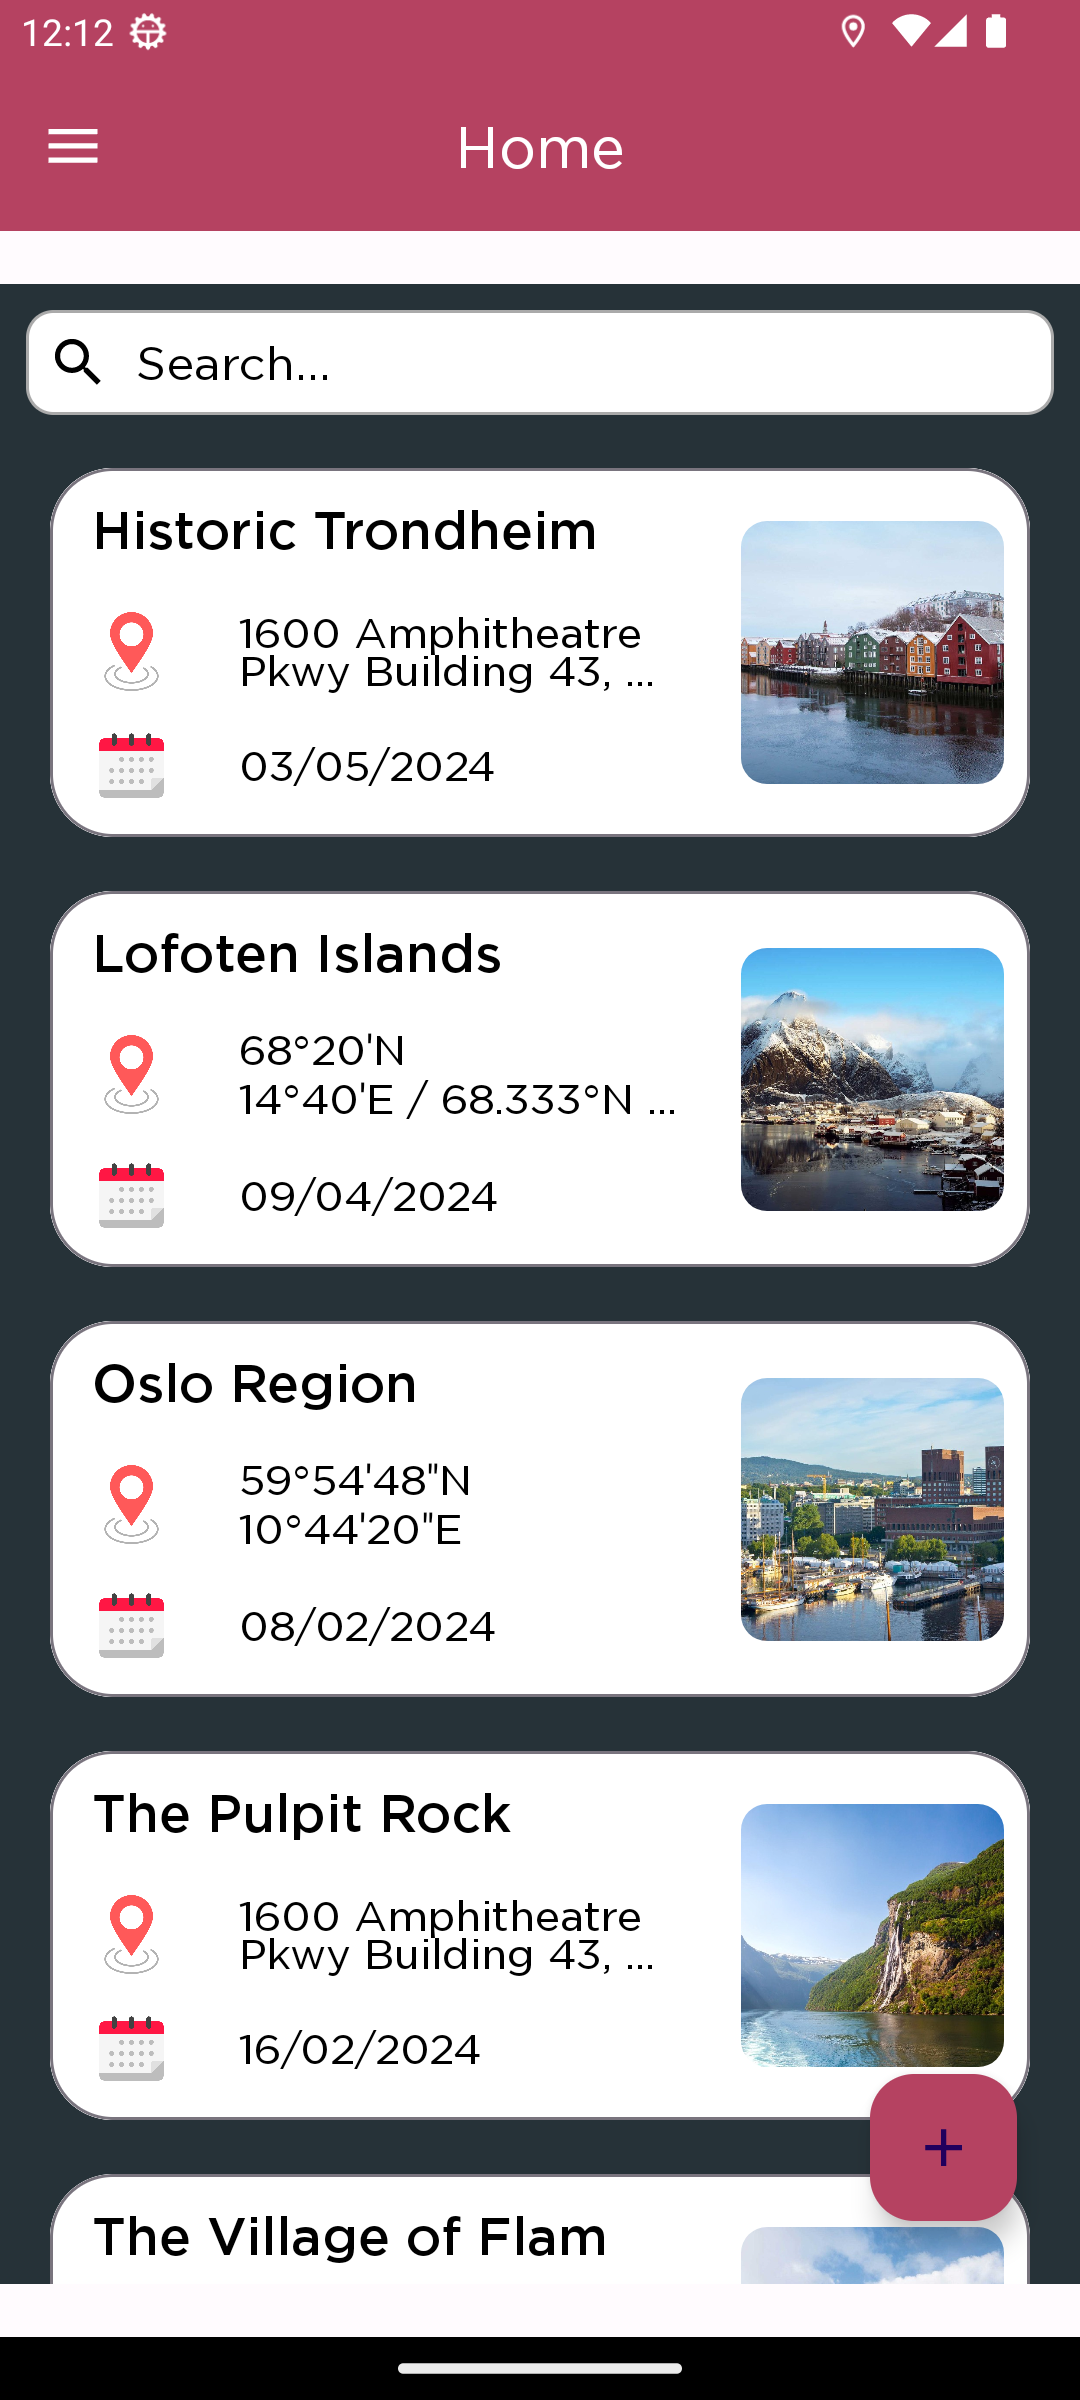 12:12
Home
Search...
Historic Trondheim
1600 Amphitheatre
Pkwy Building 43, ...
03/05/2024
Lofoten Islands
68°20'N
14°40'E / 68.333°N ...
09/04/2024
Oslo Region
59°54'48"N
10°44'20"E
08/02/2024
The Pulpit Rock
1600 Amphitheatre
Pkwy Building 43, ...
16/02/2024
+
The Village of Flam